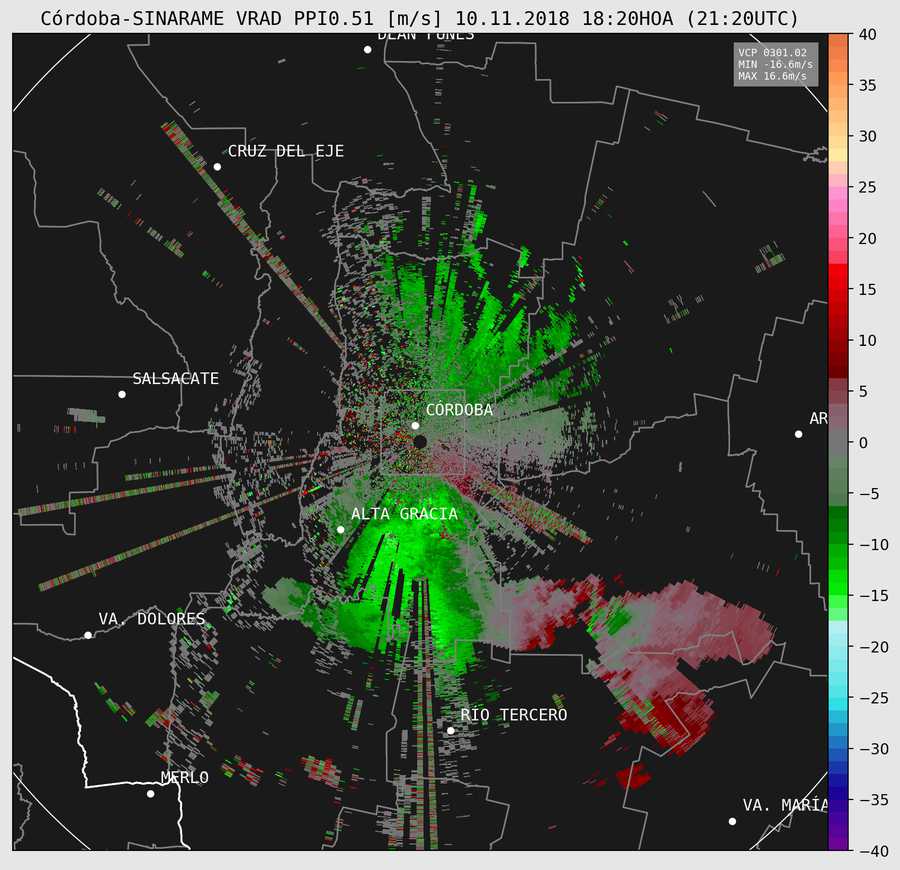 Córdoba-SINARAME VRAD PPI0.51 [m/s] 10.11.2018 18:20HOA (21:20UTC)
DEAN FUNES
VCP 0301.02
MIN -16.6m/s
MAX 16.6m/s
CRUZ DEL EJE
SALSACATE
CÓRDOBA
AR
ALTA GRACIA
VA. DOLORES
RIO TERCERO
MERLO
VA. MARÍA
40
35
30
25
20
15
10
5
0
−5
−10
−15
−20
−25
−30
−35
−40